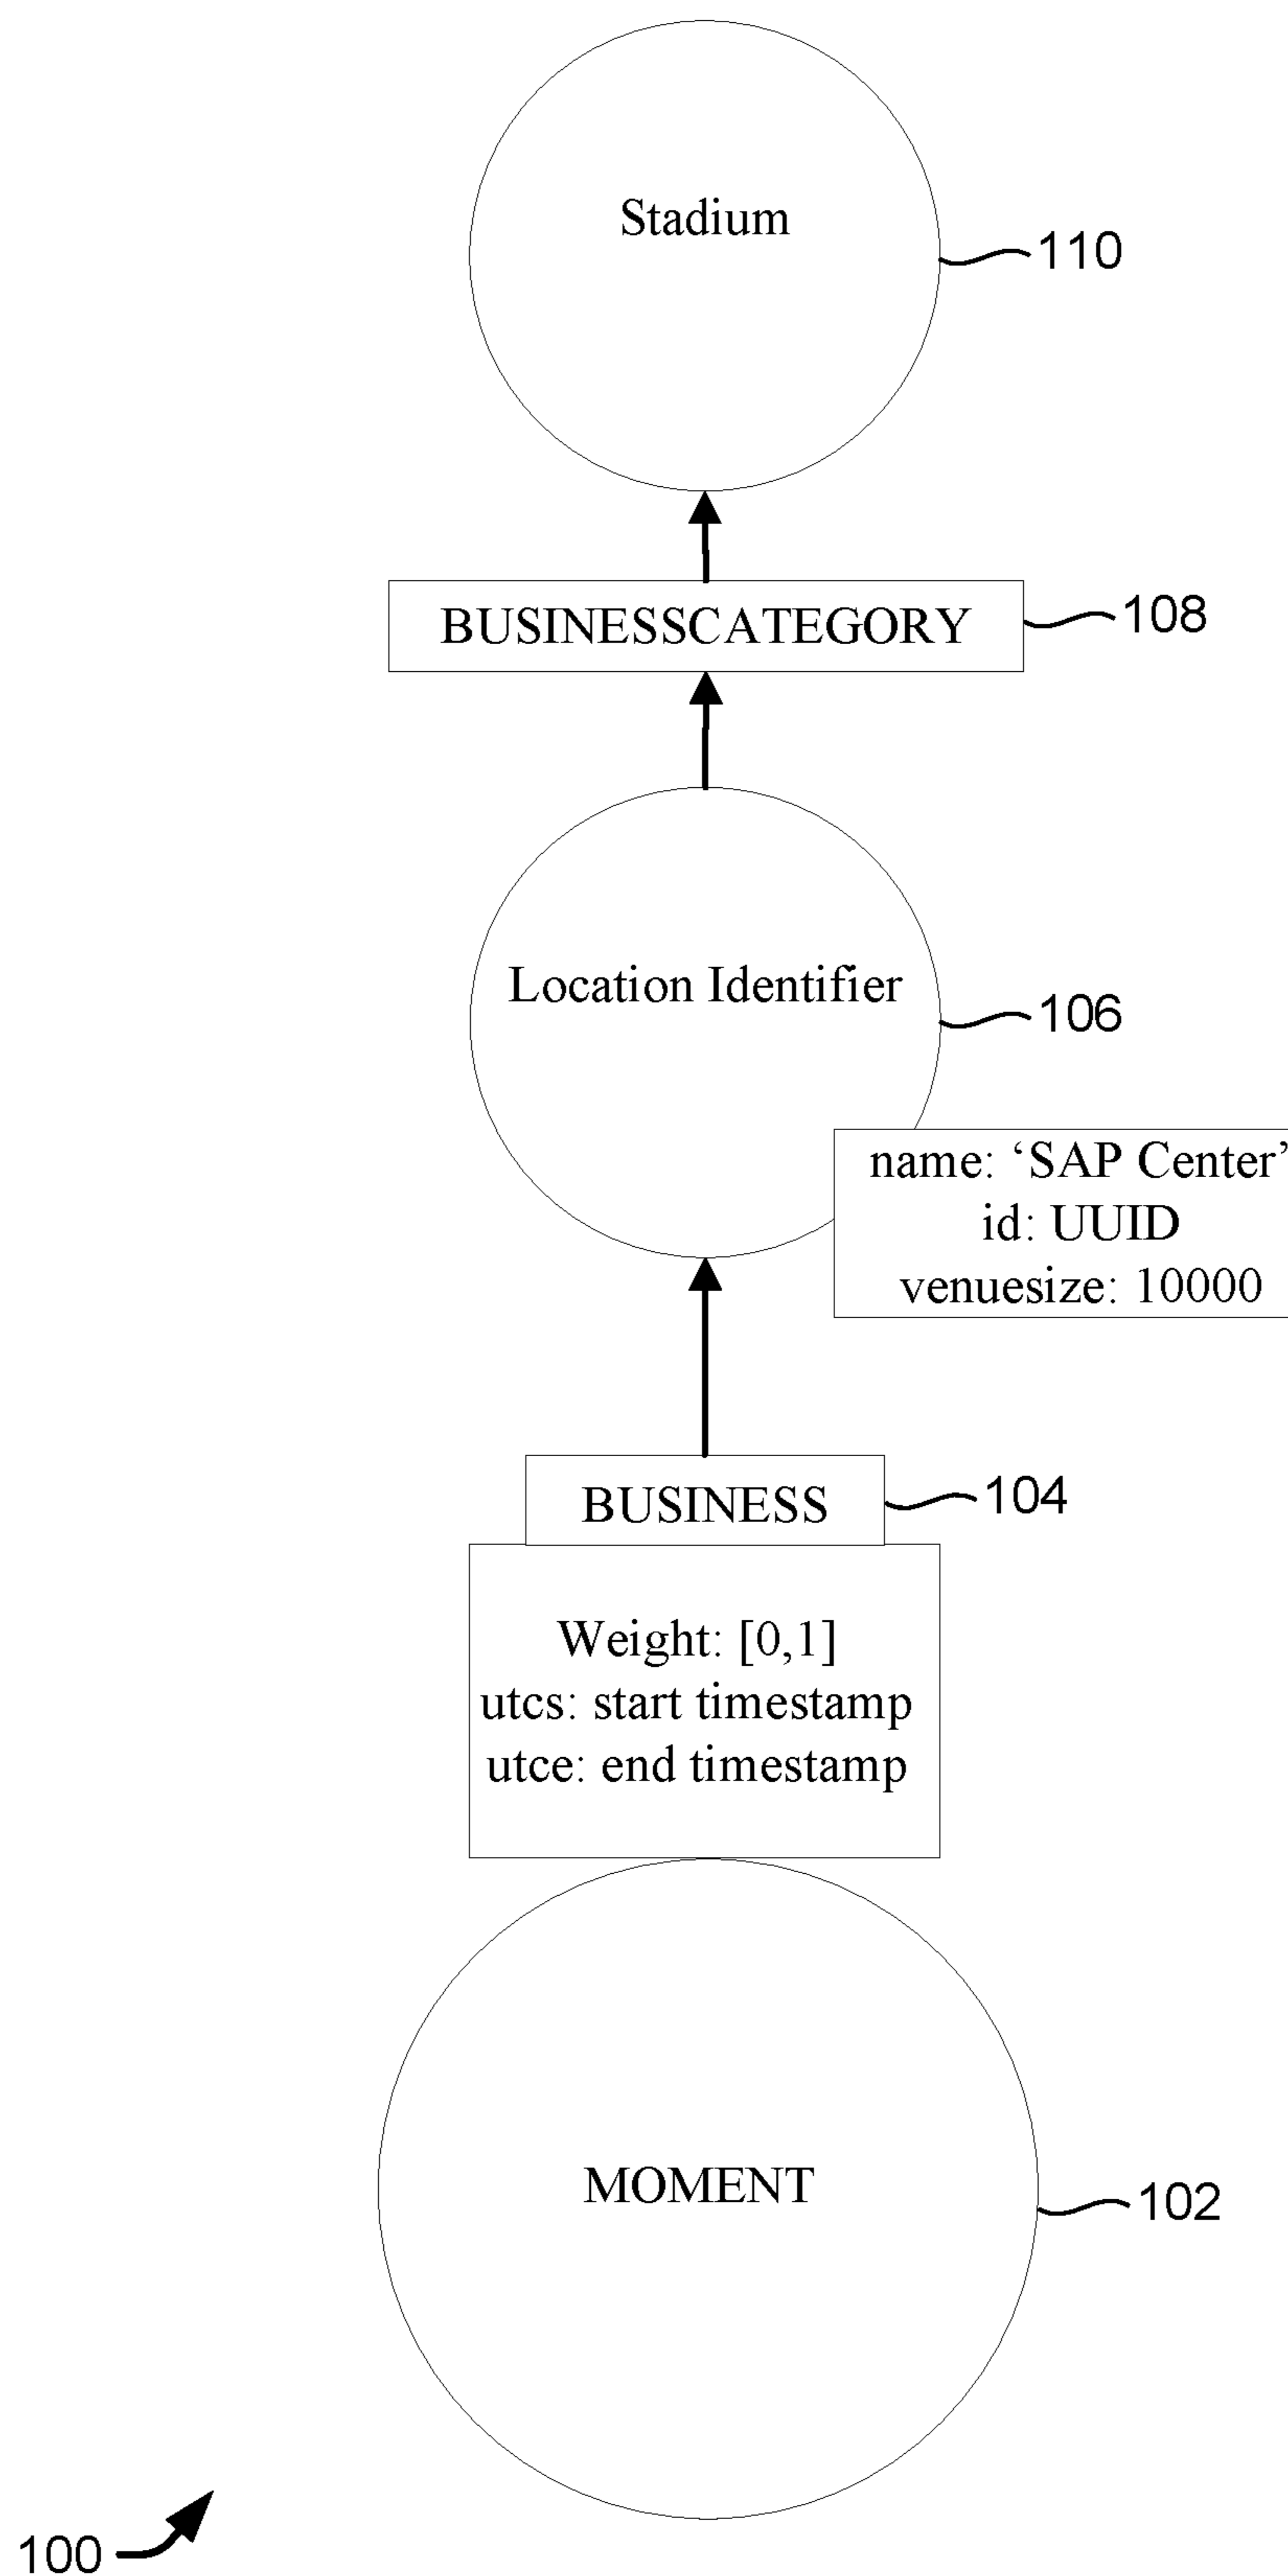 Stadium
110
BUSINESSCATEGORY
108
Location Identifier
106
name: ‘SAP Center’
id: UUID
venuesize: 10000
BUSINESS
104
Weight: [0,1]
utcs: start timestamp
utce: end timestamp
MOMENT
102
100